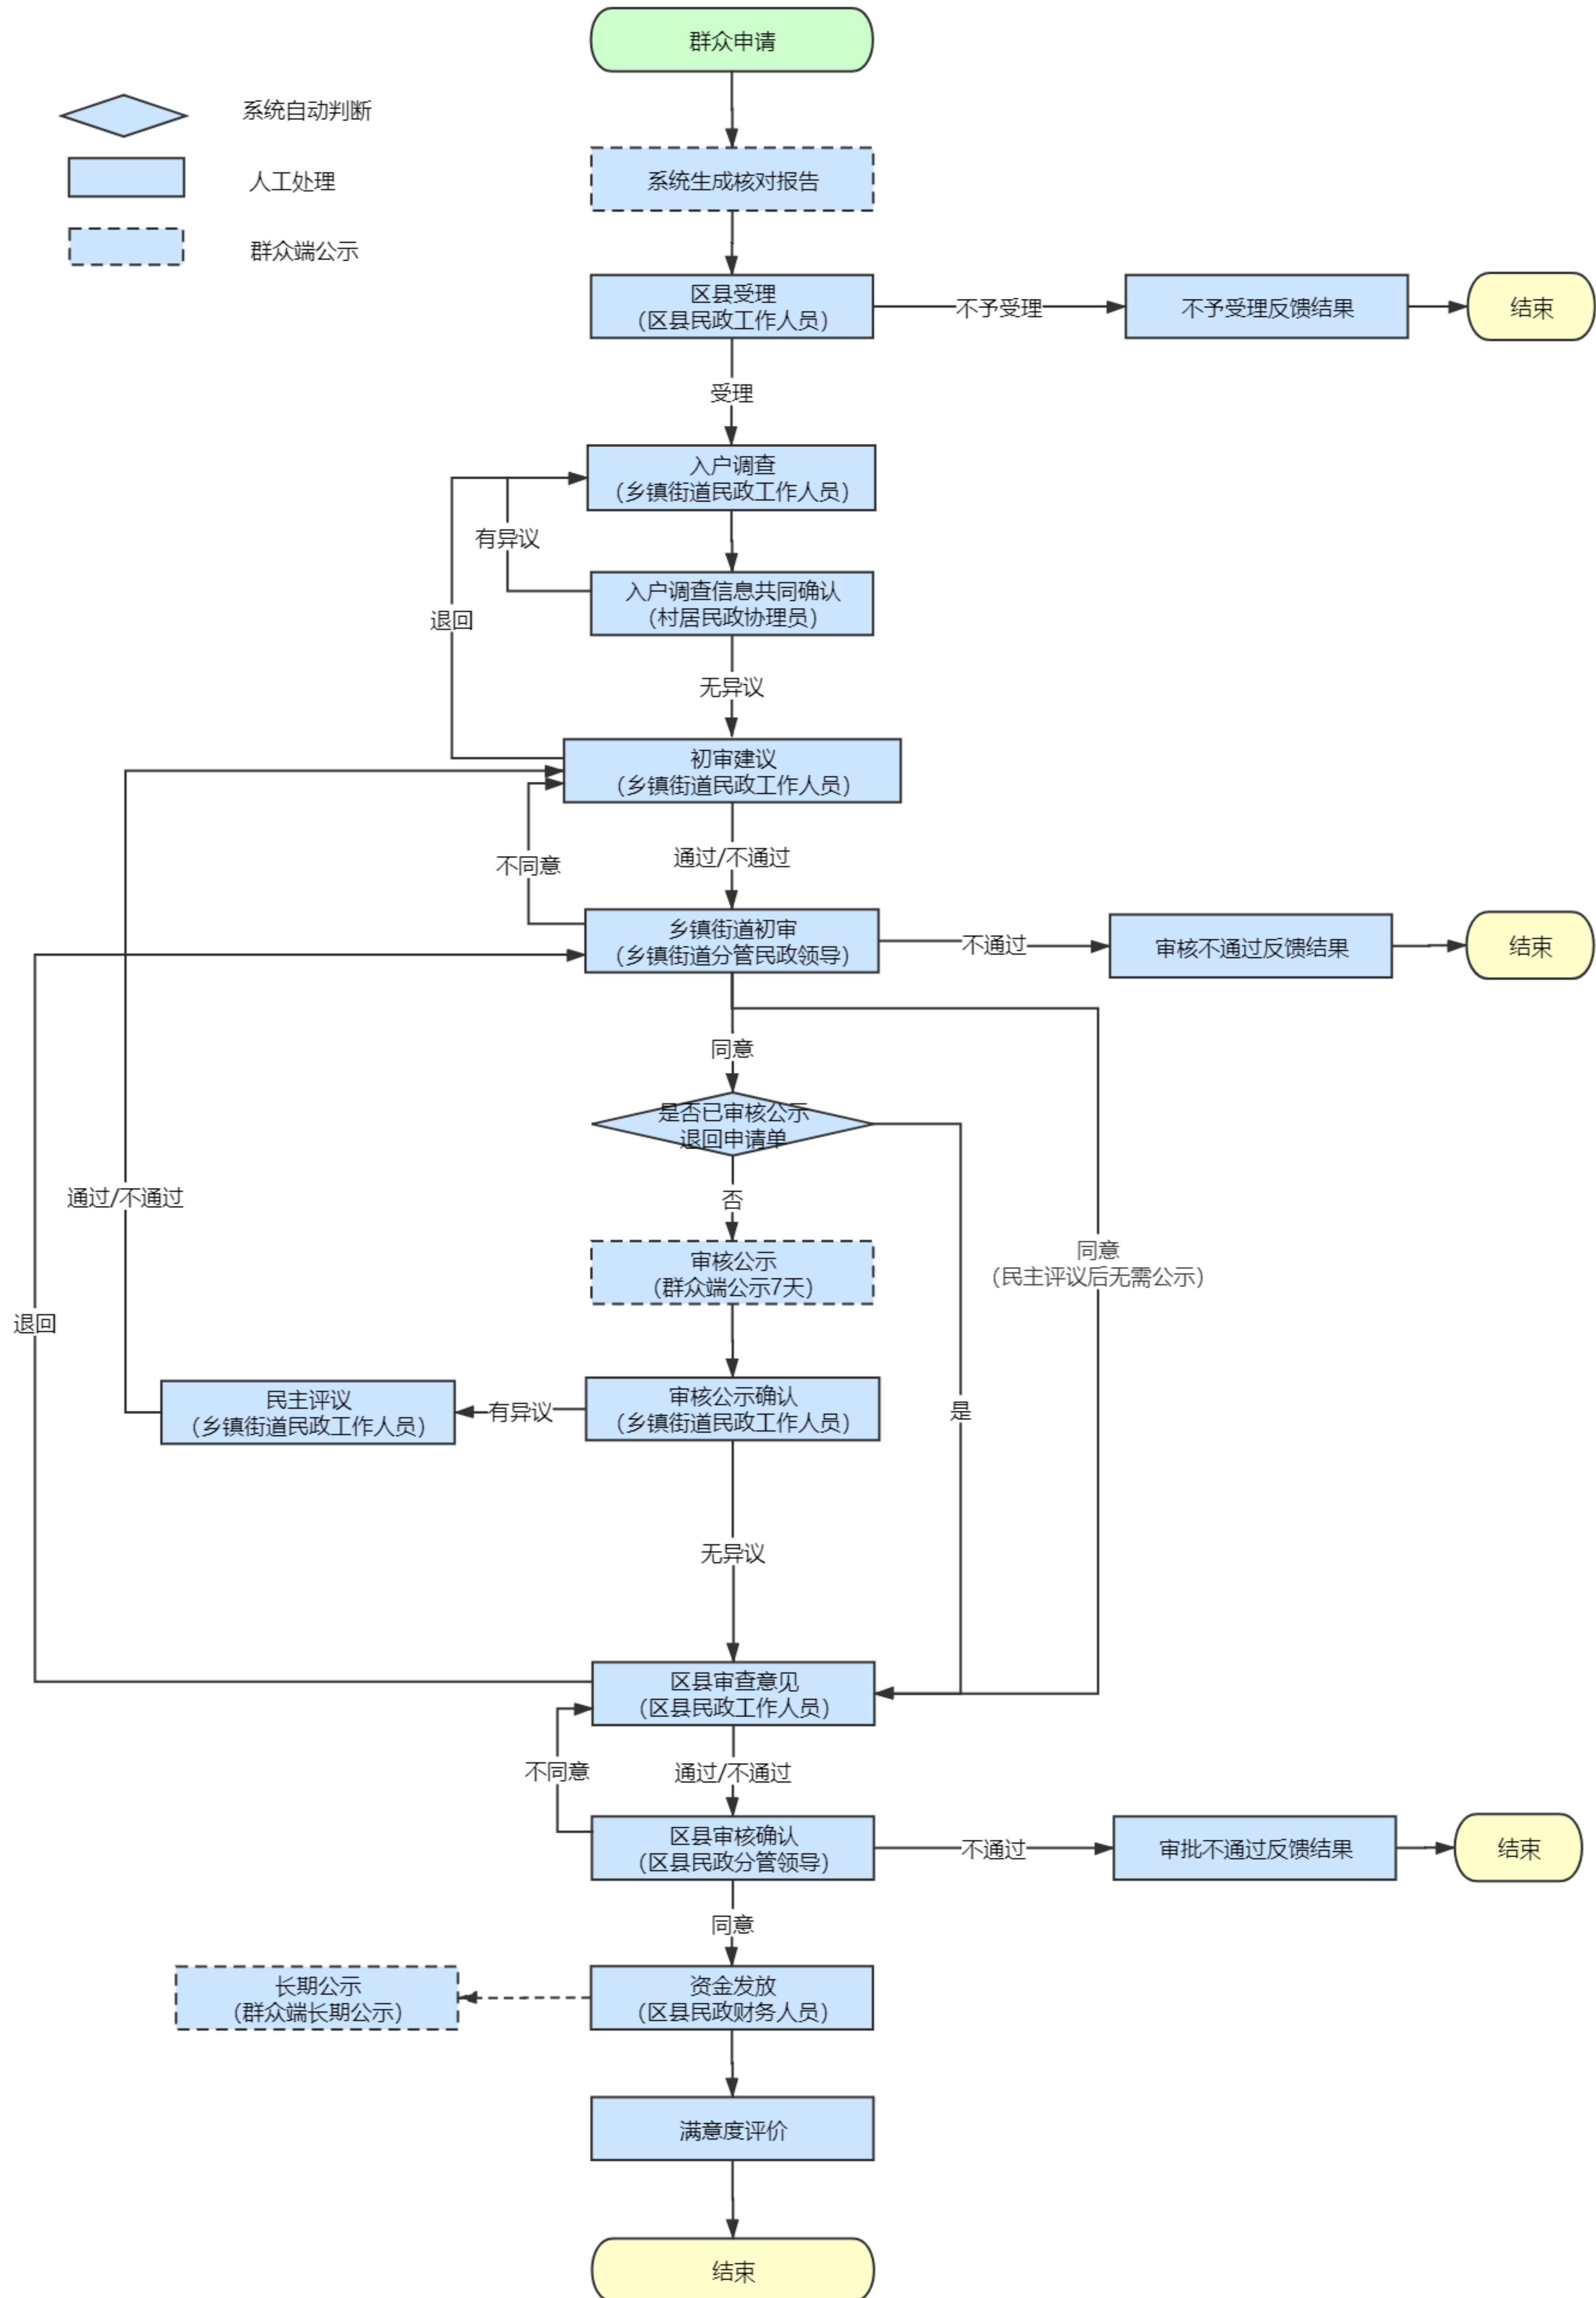 群众申请
系统自动判断
人工处理
群众端公示
系统生成核对报告
区县受理
（区县民政工作人员）
不予受理
不予受理反馈结果
结束
受理
入户调查
（乡镇街道民政工作人员）
有异议
入户调查信息共同确认
（村居民政协理员）
退回
无异议
初审建议
（乡镇街道民政工作人员）
不同意
通过/不通过
乡镇街道初审
（乡镇街道分管民政领导）
不通过
审核不通过反馈结果
结束
同意
是否已审核公示
退回申请单
通过/不通过
否
审核公示
（群众端公示7天）
同意
（民主评议后无需公示）
退回
民主评议
（乡镇街道民政工作人员）
有异议
审核公示确认
（乡镇街道民政工作人员）
是
无异议
区县审查意见
（区县民政工作人员）
不同意
通过/不通过
区县审核确认
（区县民政分管领导）
不通过
审批不通过反馈结果
结束
同意
长期公示
（群众端长期公示）
资金发放
（区县民政财务人员）
满意度评价
结束